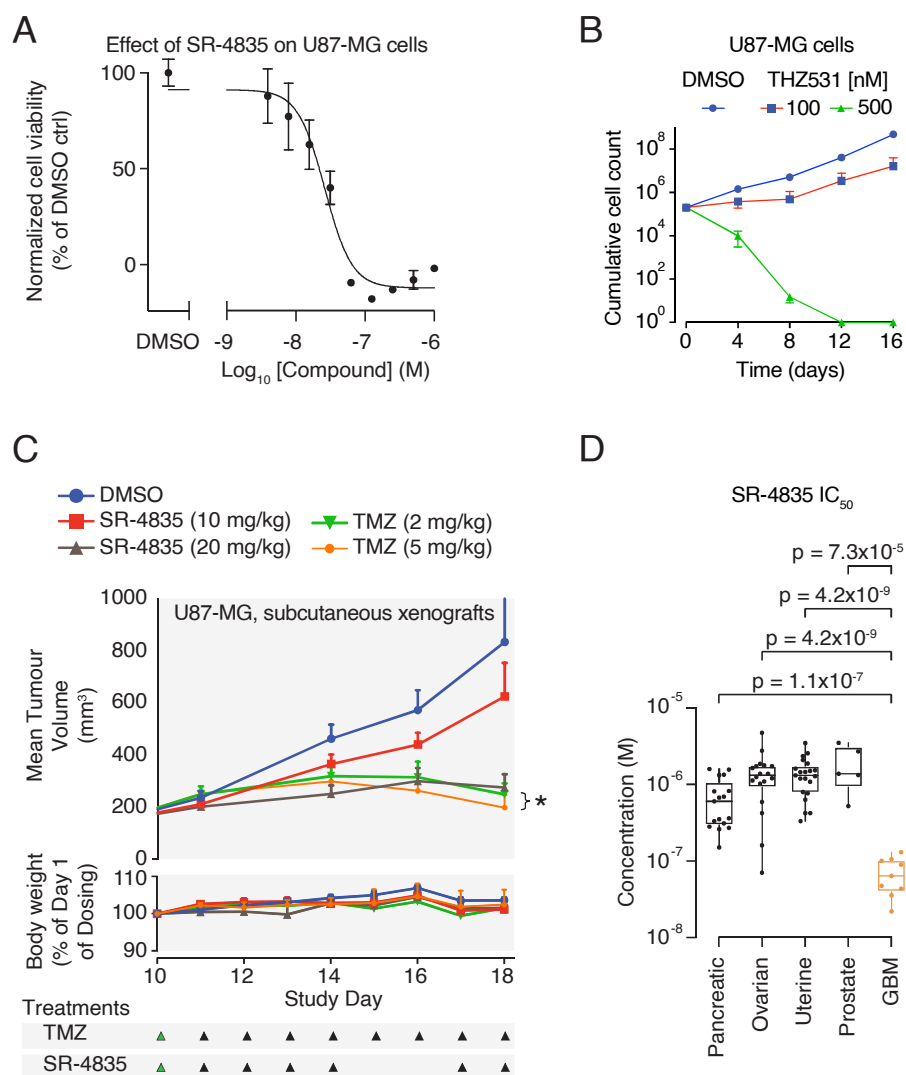 A
Effect of SR-4835 on U87-MG cells
Normalized cell viability
(% of DMSO ctrl)
100
50
0
DMSO
-9
-8
-7
-6
Log10 [Compound] (M)
B
U87-MG cells
DMSO
THZ531 [nM]
100
500
Cumulative cell count
10^8
10^6
10^4
10^2
10^0
0
4
8
12
16
Time (days)
C
DMSO
SR-4835 (10 mg/kg)
TMZ (2 mg/kg)
SR-4835 (20 mg/kg)
TMZ (5 mg/kg)
U87-MG, subcutaneous xenografts
Mean Tumour
Volume
(mm³)
1000
800
600
400
200
0
*
Body weight
(% of Day 1
of Dosing)
110
100
90
10
12
14
16
18
Study Day
Treatments
TMZ
SR-4835
D
SR-4835 IC50
p = 7.3x10^-5
p = 4.2x10^-9
p = 4.2x10^-9
p = 1.1x10^-7
Concentration (M)
10^-5
10^-6
10^-7
10^-8
Pancreatic
Ovarian
Uterine
Prostate
GBM